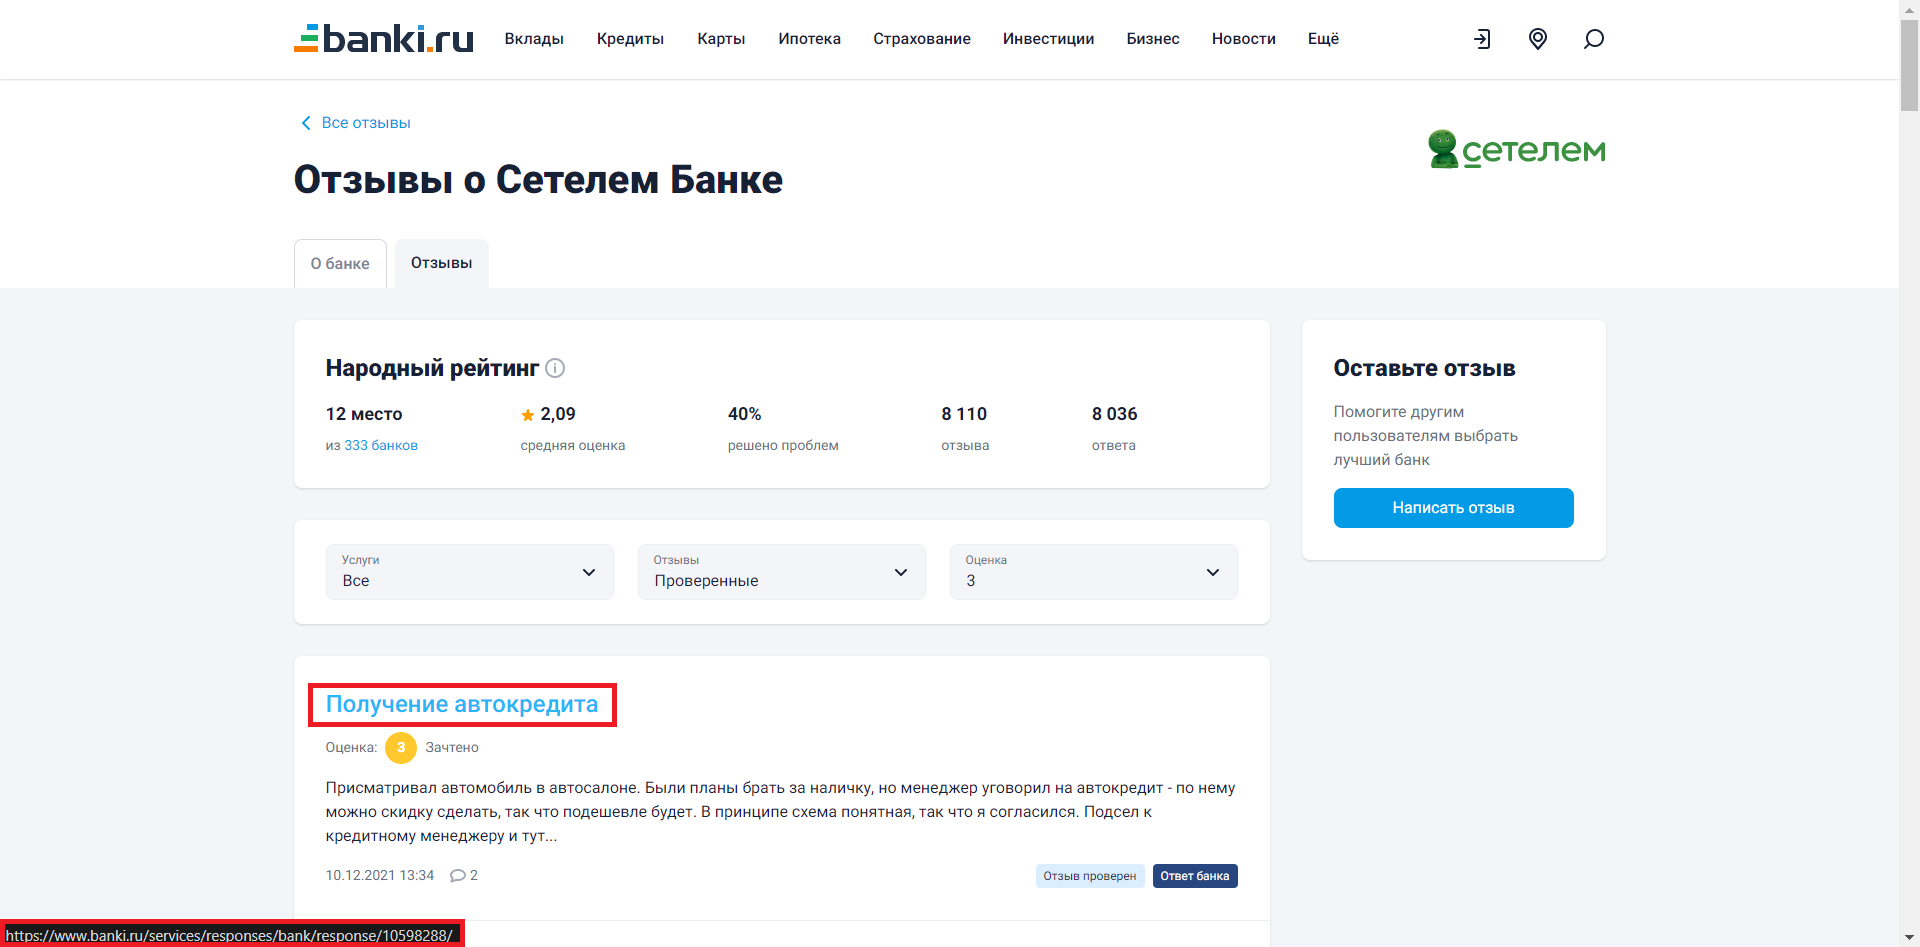 banki.ru
Вклады Кредиты Карты Ипотека Страхование Инвестиции Бизнес Новости Ещё
Все отзывы
Отзывы о Сетелем Банке
сетелем
О банке Отзывы
Народный рейтинг
12 место 2,09 40% 8 110 8 036
из 333 банков средняя оценка решено проблем отзыва ответа
Оставьте отзыв
Помогите другим
пользователям выбрать
лучший банк
Написать отзыв
Услуги Отзывы Оценка
Все Проверенные 3
Получение автокредита
Оценка: 3 Зачтено
Присматривал автомобиль в автосалоне. Были планы брать за наличку, но менеджер уговорил на автокредит - по нему
можно скидку сделать, так что подешевле будет. В принципе схема понятная, так что я согласился. Подсел к
кредитному менеджеру и тут...
10.12.2021 13:34 2 Отзыв проверен Ответ банка
https://www.banki.ru/services/responses/bank/response/10598288/